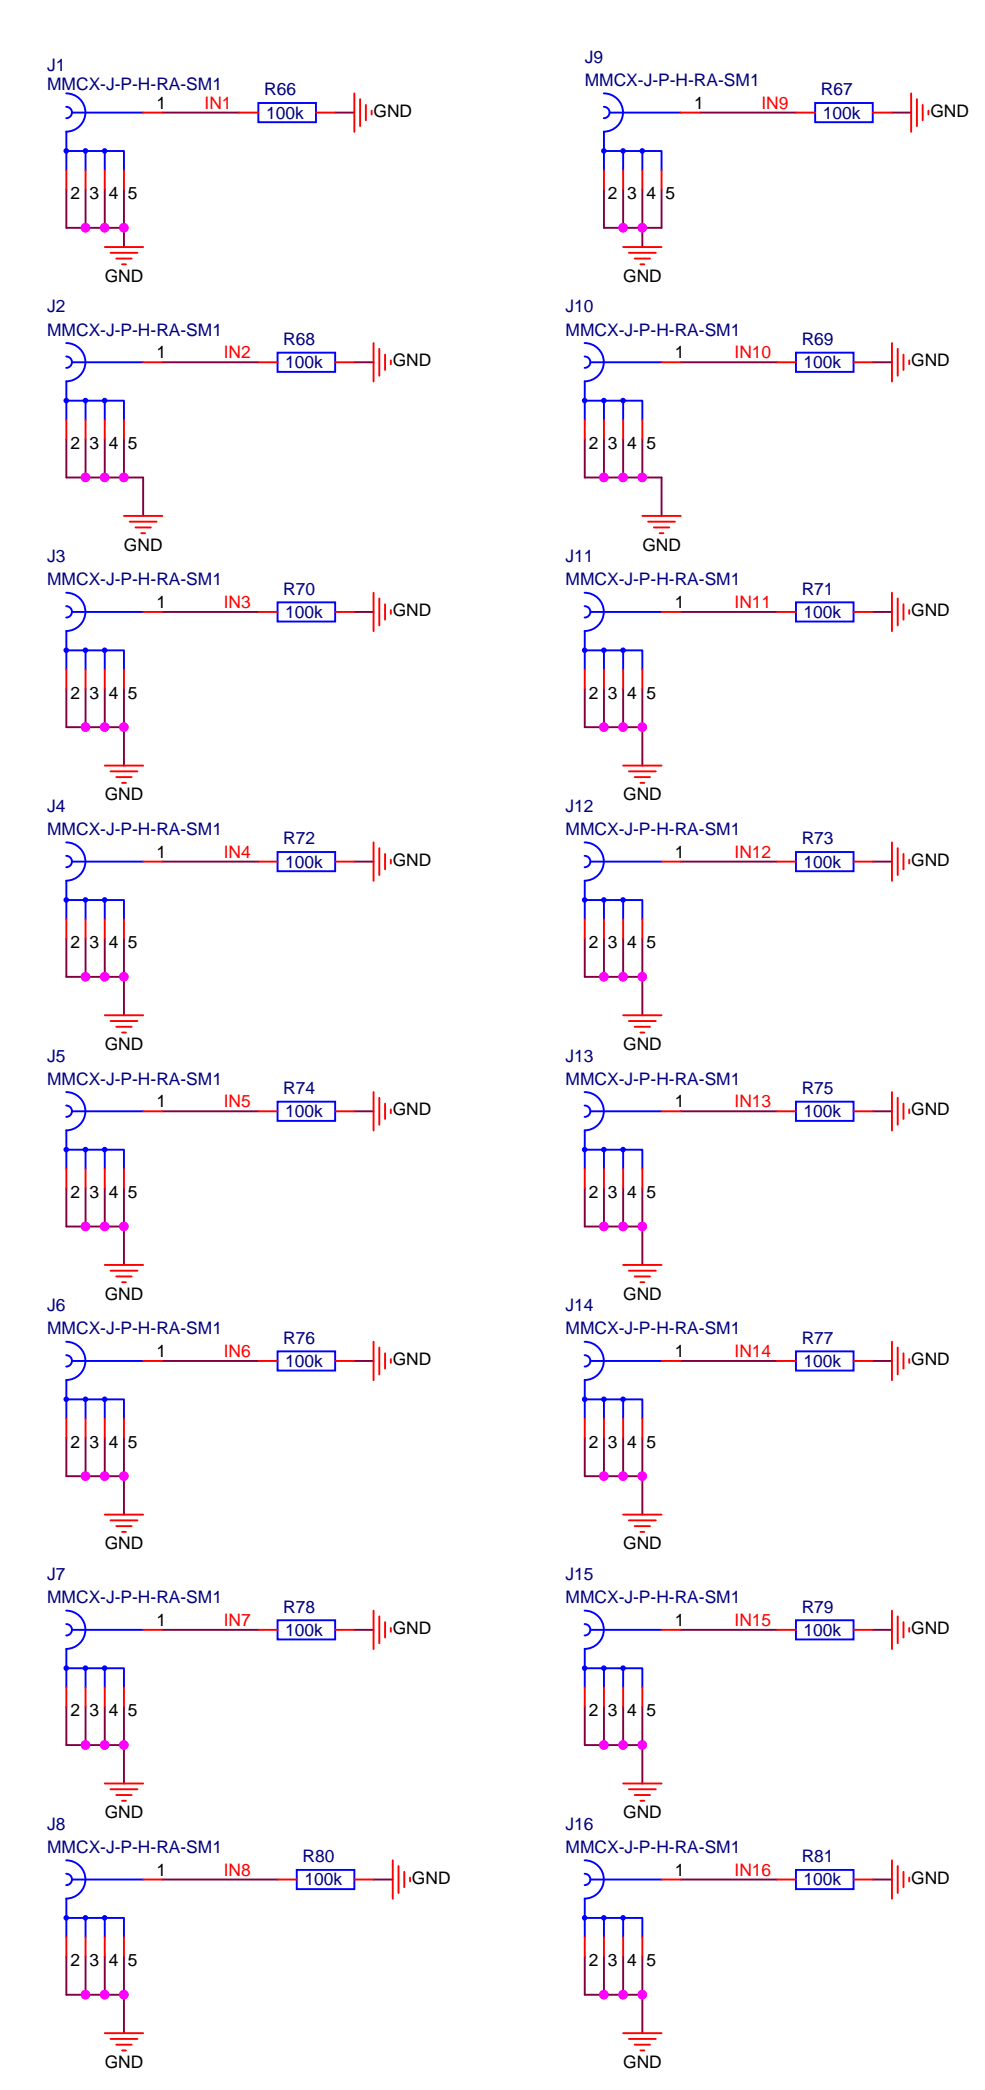 J1
MMCX-J-P-H-RA-SM1
1 IN1 R66 100k GND
2 3 4 5
GND
J9
MMCX-J-P-H-RA-SM1
1 IN9 R67 100k GND
2 3 4 5
GND
J2
MMCX-J-P-H-RA-SM1
1 IN2 R68 100k GND
2 3 4 5
GND
J10
MMCX-J-P-H-RA-SM1
1 IN10 R69 100k GND
2 3 4 5
GND
J3
MMCX-J-P-H-RA-SM1
1 IN3 R70 100k GND
2 3 4 5
GND
J11
MMCX-J-P-H-RA-SM1
1 IN11 R71 100k GND
2 3 4 5
GND
J4
MMCX-J-P-H-RA-SM1
1 IN4 R72 100k GND
2 3 4 5
GND
J12
MMCX-J-P-H-RA-SM1
1 IN12 R73 100k GND
2 3 4 5
GND
J5
MMCX-J-P-H-RA-SM1
1 IN5 R74 100k GND
2 3 4 5
GND
J13
MMCX-J-P-H-RA-SM1
1 IN13 R75 100k GND
2 3 4 5
GND
J6
MMCX-J-P-H-RA-SM1
1 IN6 R76 100k GND
2 3 4 5
GND
J14
MMCX-J-P-H-RA-SM1
1 IN14 R77 100k GND
2 3 4 5
GND
J7
MMCX-J-P-H-RA-SM1
1 IN7 R78 100k GND
2 3 4 5
GND
J15
MMCX-J-P-H-RA-SM1
1 IN15 R79 100k GND
2 3 4 5
GND
J8
MMCX-J-P-H-RA-SM1
1 IN8 R80 100k GND
2 3 4 5
GND
J16
MMCX-J-P-H-RA-SM1
1 IN16 R81 100k GND
2 3 4 5
GND